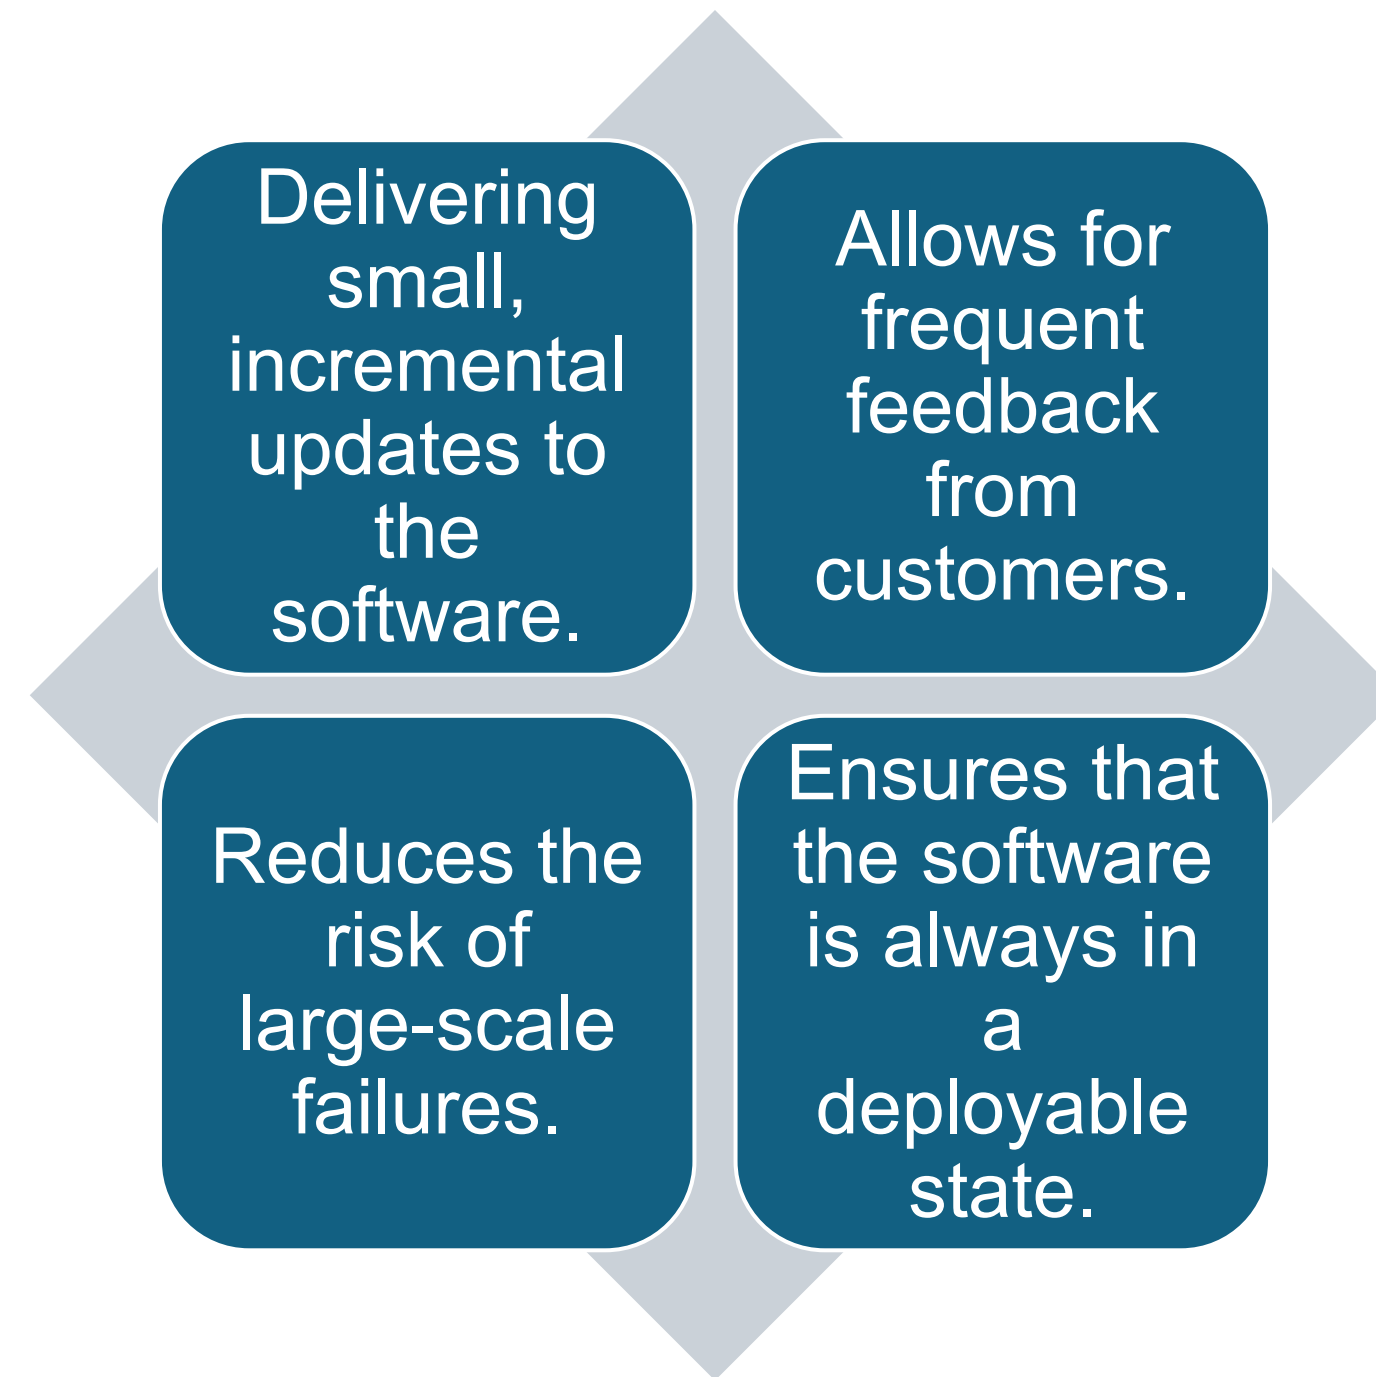 Delivering
small,
incremental
updates to
the
software.
Allows for
frequent
feedback
from
customers.
Reduces the
risk of
large-scale
failures.
Ensures that
the software
is always in
a
deployable
state.